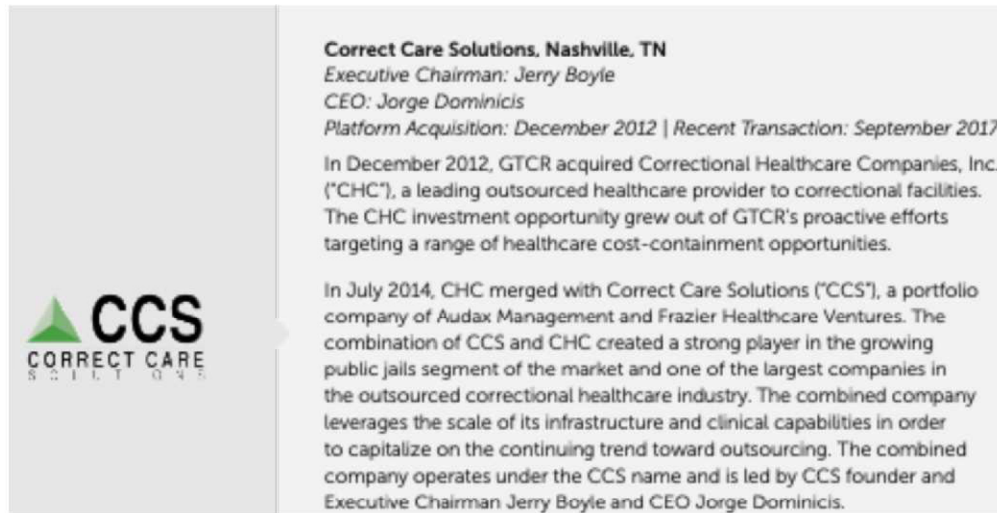 Correct Care Solutions, Nashville, TN
Executive Chairman: Jerry Boyle
CEO: Jorge Dominicis
Platform Acquisition: December 2012 | Recent Transaction: September 2017
In December 2012, GTCR acquired Correctional Healthcare Companies, Inc.
("CHC"), a leading outsourced healthcare provider to correctional facilities.
The CHC investment opportunity grew out of GTCR's proactive efforts
targeting a range of healthcare cost-containment opportunities.
In July 2014, CHC merged with Correct Care Solutions ("CCS"), a portfolio
company of Audax Management and Frazier Healthcare Ventures. The
combination of CCS and CHC created a strong player in the growing
public jails segment of the market and one of the largest companies in
the outsourced correctional healthcare industry. The combined company
leverages the scale of its infrastructure and clinical capabilities in order
to capitalize on the continuing trend toward outsourcing. The combined
company operates under the CCS name and is led by CCS founder and
Executive Chairman Jerry Boyle and CEO Jorge Dominicis.
CCS
CORRECT CARE
SOLUTIONS